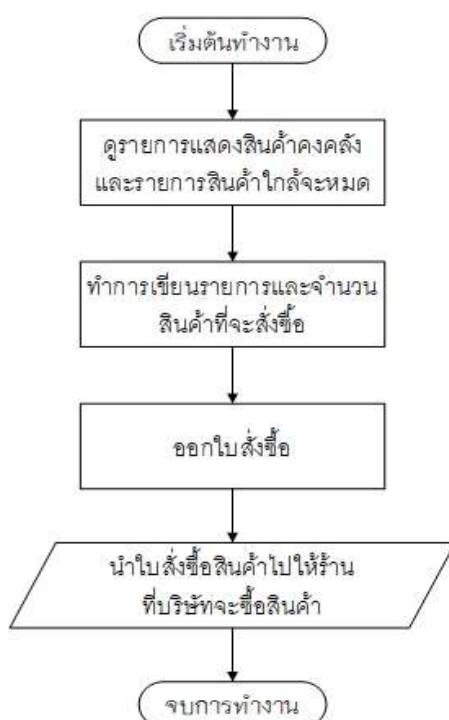 เริ่มต้นทำงาน
ดูรายการแสดงสินค้าคงคลัง
และรายการสินค้าใกล้จะหมด
ทำการเขียนรายการและจำนวน
สินค้าที่จะสั่งซื้อ
ออกใบสั่งซื้อ
นำใบสั่งซื้อสินค้าไปให้ร้าน
ที่บริษัทจะซื้อสินค้า
จบการทำงาน